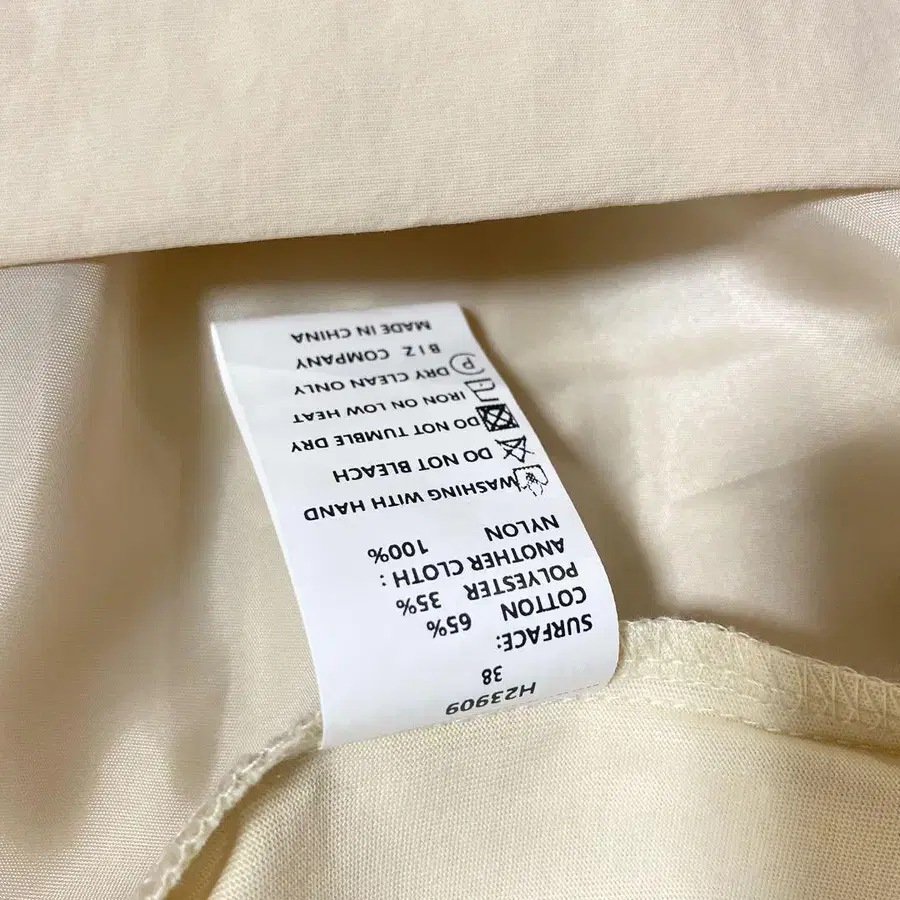 H23909
38
SURFACE:
COTTON 65%
POLYESTER 35%
ANOTHER CLOTH :
NYLON 100%
WASHING WITH HAND
DO NOT BLEACH
DO NOT TUMBLE DRY
IRON ON LOW HEAT
P DRY CLEAN ONLY
BIZ COMPANY
MADE IN CHINA